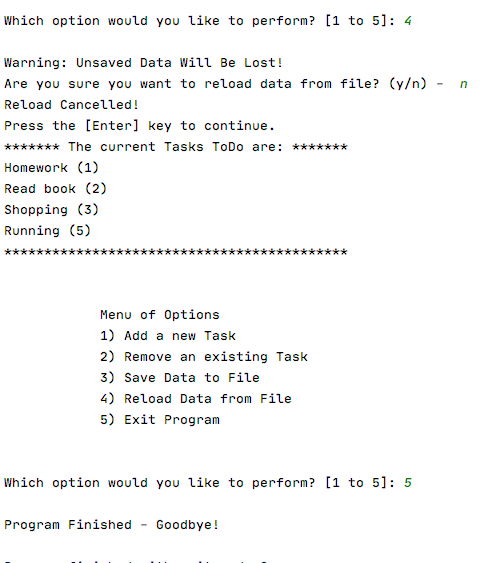 Which option would you like to perform? [1 to 5]: 4
Warning: Unsaved Data Will Be Lost!
Are you sure you want to reload data from file? (y/n) -  n
Reload Cancelled!
Press the [Enter] key to continue.
******* The current Tasks ToDo are: *******
Homework (1)
Read book (2)
Shopping (3)
Running (5)
*******************************************
Menu of Options
1) Add a new Task
2) Remove an existing Task
3) Save Data to File
4) Reload Data from File
5) Exit Program
Which option would you like to perform? [1 to 5]: 5
Program Finished - Goodbye!